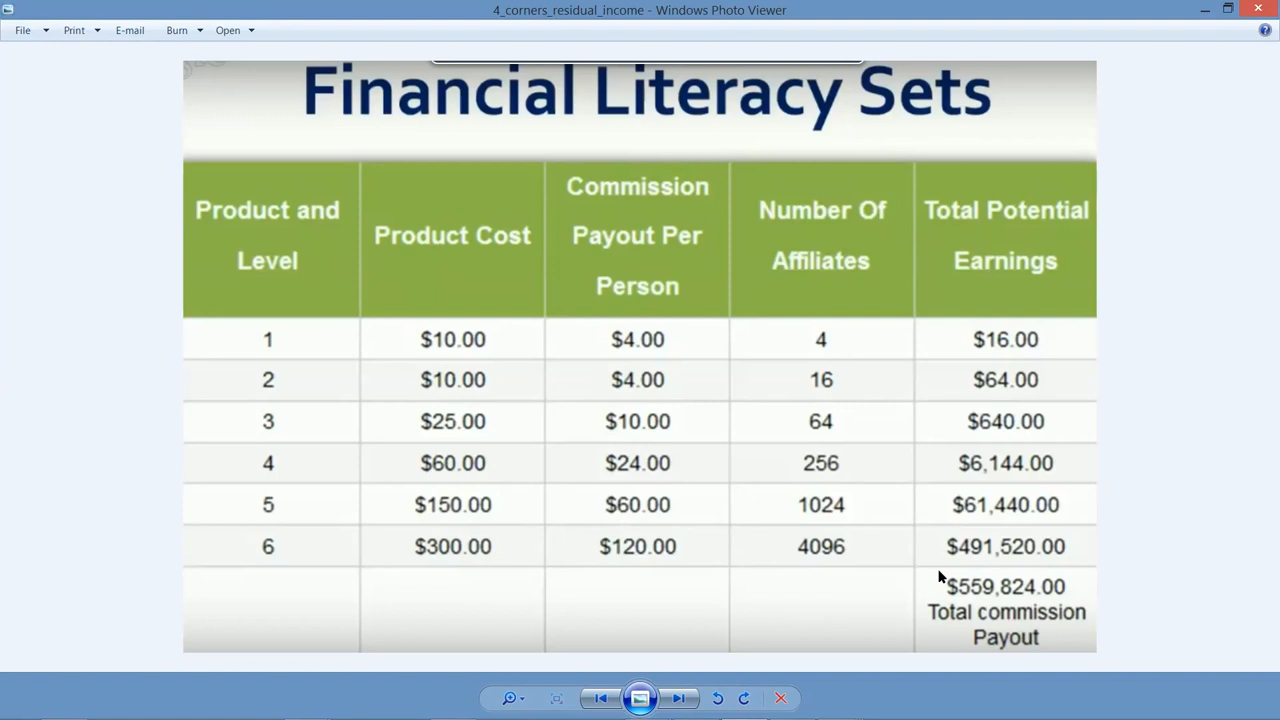 4_corners_residual_income - Windows Photo Viewer
File Print E-mail Burn Open
Financial Literacy Sets
Product and Level Product Cost Commission Payout Per Person Number Of Affiliates Total Potential Earnings
1 $10.00 $4.00 4 $16.00
2 $10.00 $4.00 16 $64.00
3 $25.00 $10.00 64 $640.00
4 $60.00 $24.00 256 $6,144.00
5 $150.00 $60.00 1024 $61,440.00
6 $300.00 $120.00 4096 $491,520.00
$559,824.00
Total commission
Payout